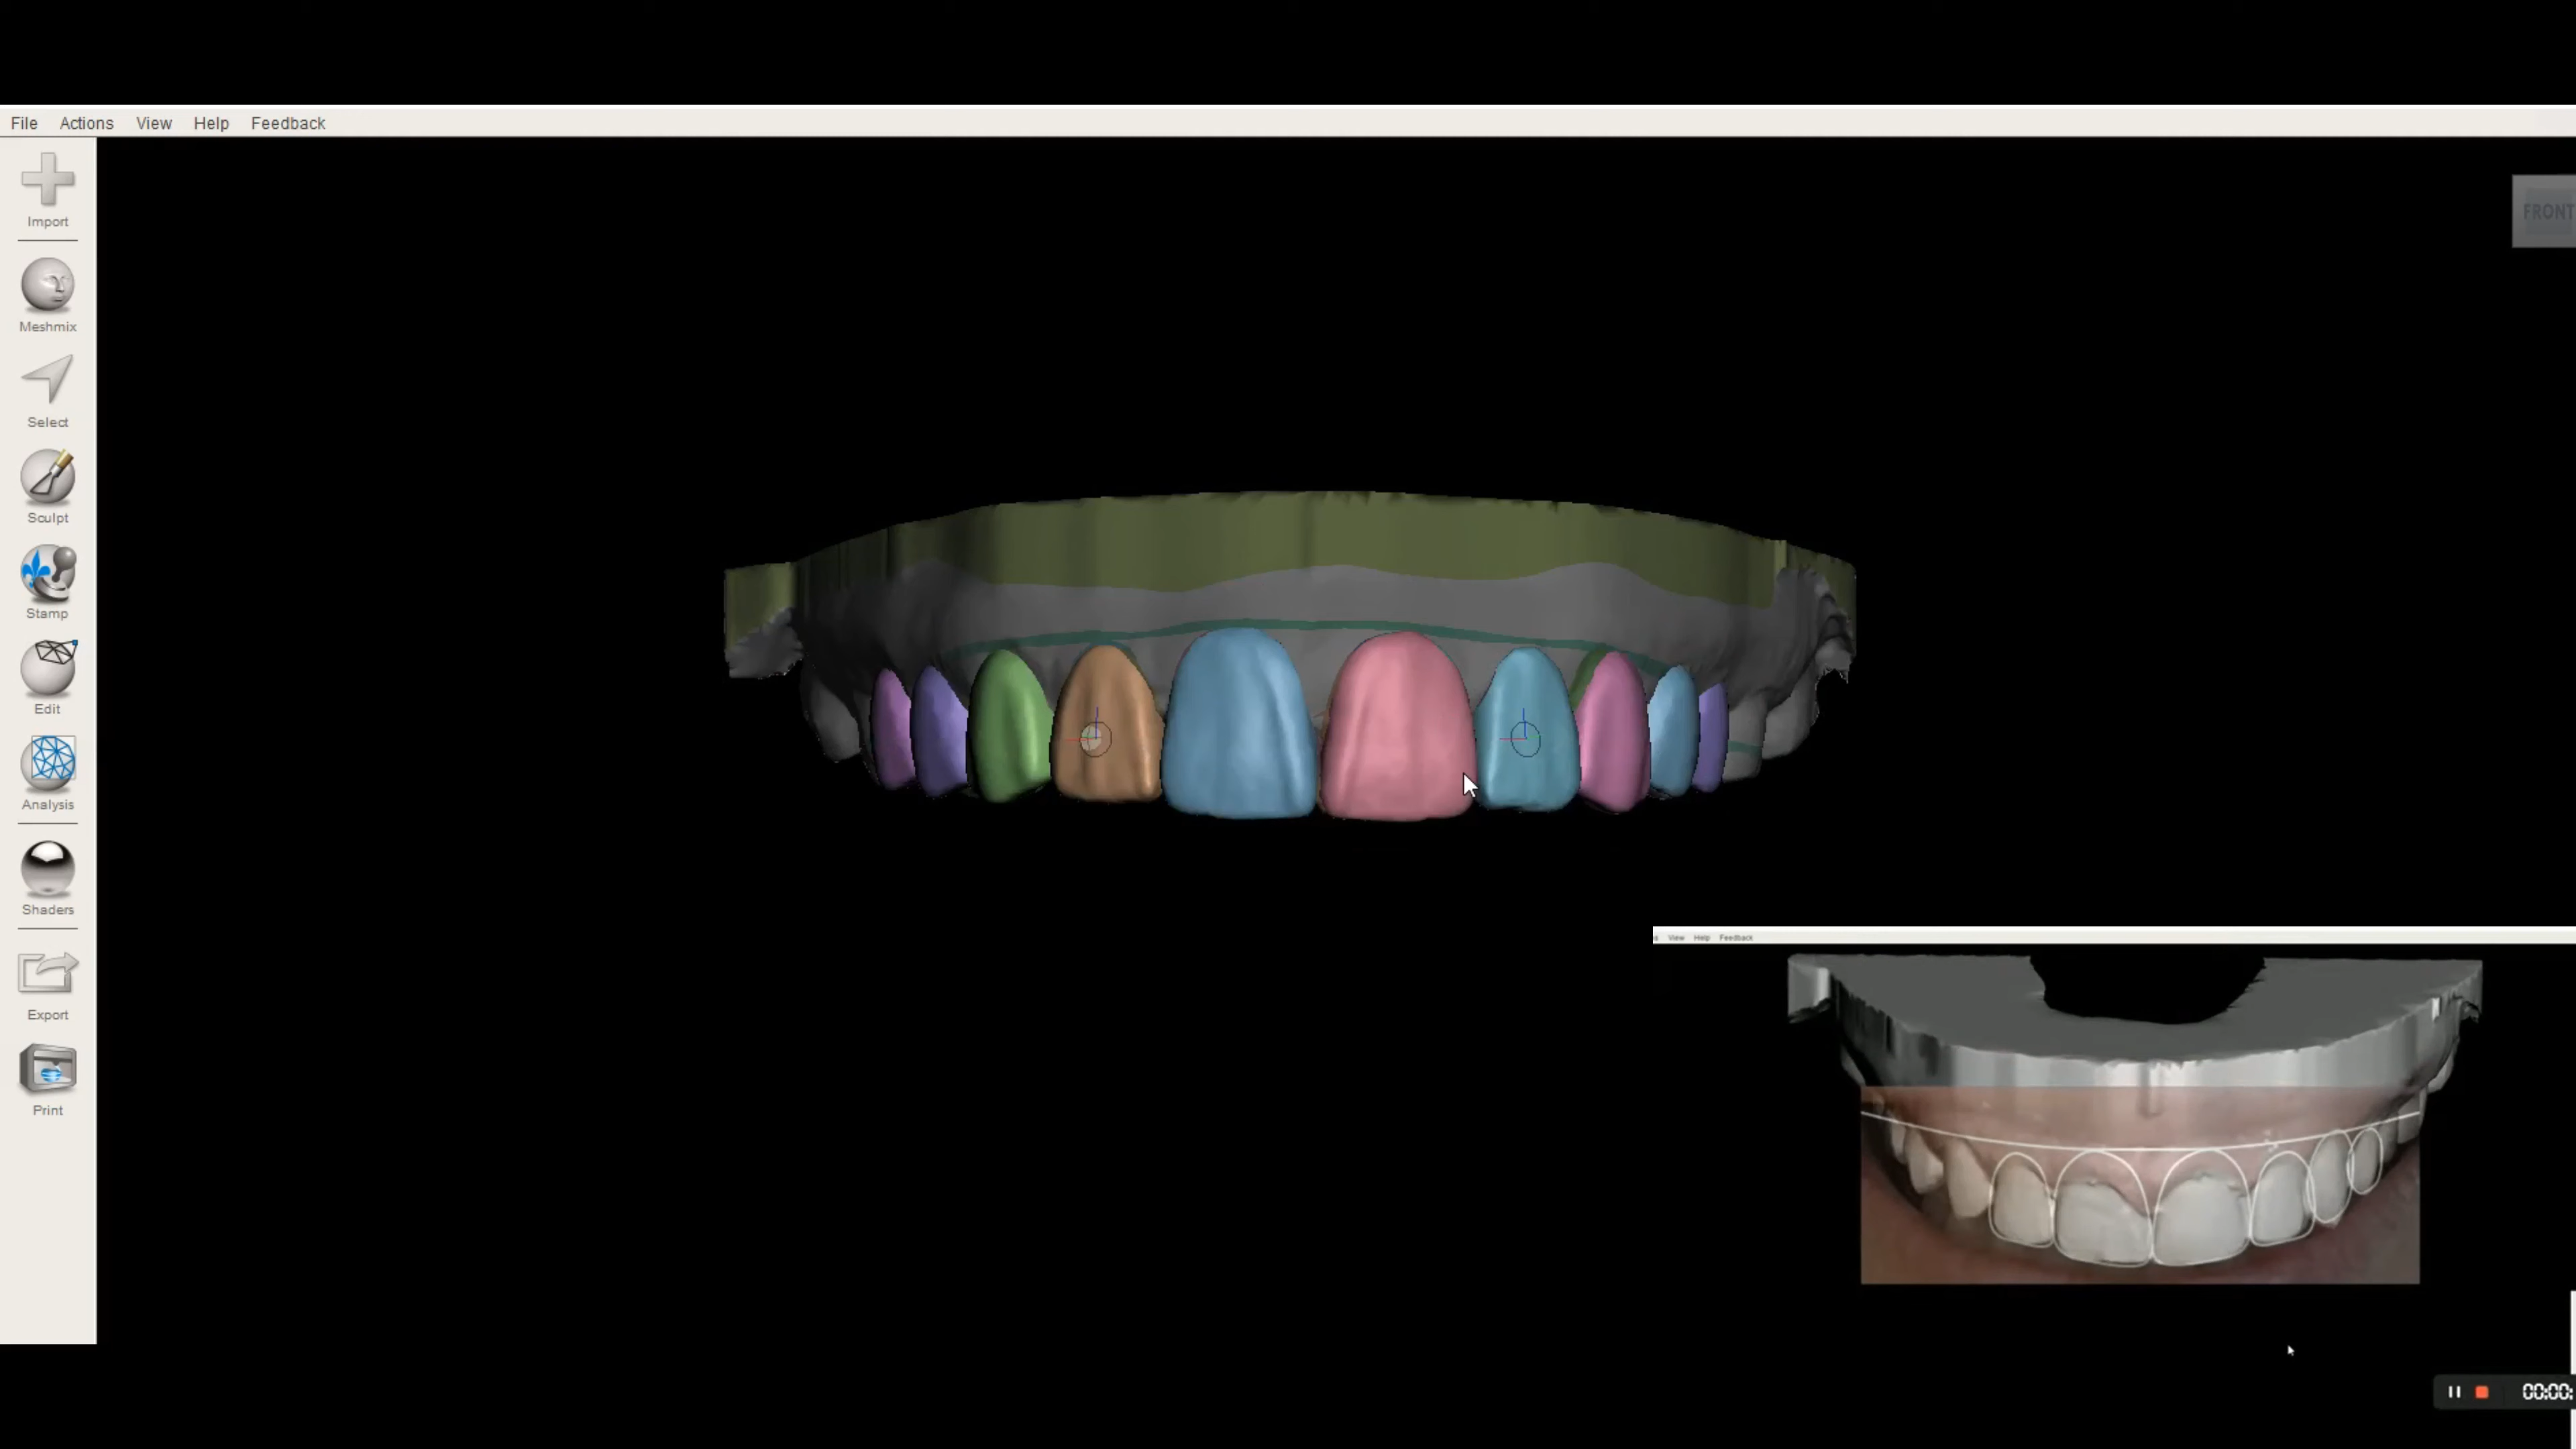 File Actions View Help Feedback
Import
Meshmix
Select
Sculpt
Stamp
Edit
Analysis
Shaders
Export
Print
FRONT
View Help Feedback
00:00: